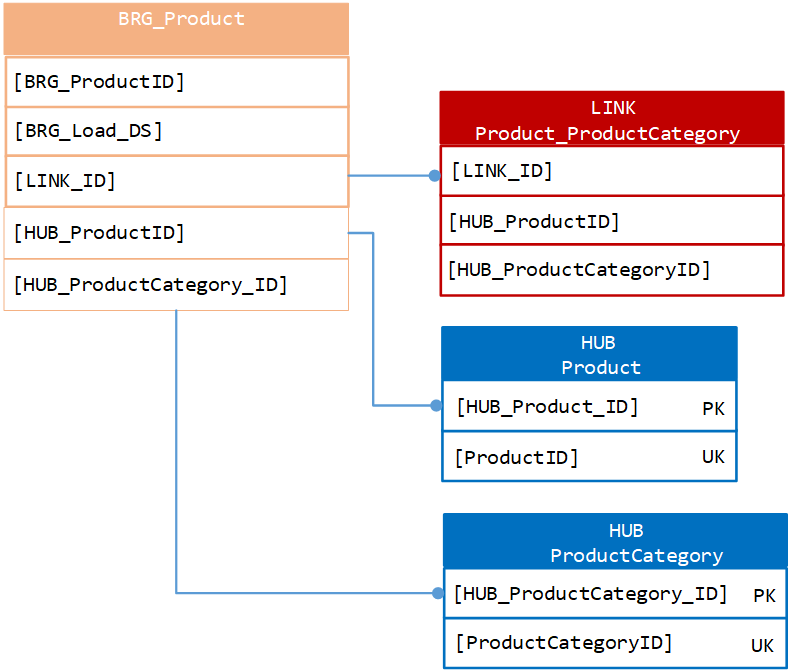 BRG_Product
[BRG_ProductID]
[BRG_Load_DS]
[LINK_ID]
[HUB_ProductID]
[HUB_ProductCategory_ID]
LINK
Product_ProductCategory
[LINK_ID]
[HUB_ProductID]
[HUB_ProductCategoryID]
HUB
Product
[HUB_Product_ID] PK
[ProductID] UK
HUB
ProductCategory
[HUB_ProductCategory_ID] PK
[ProductCategoryID] UK